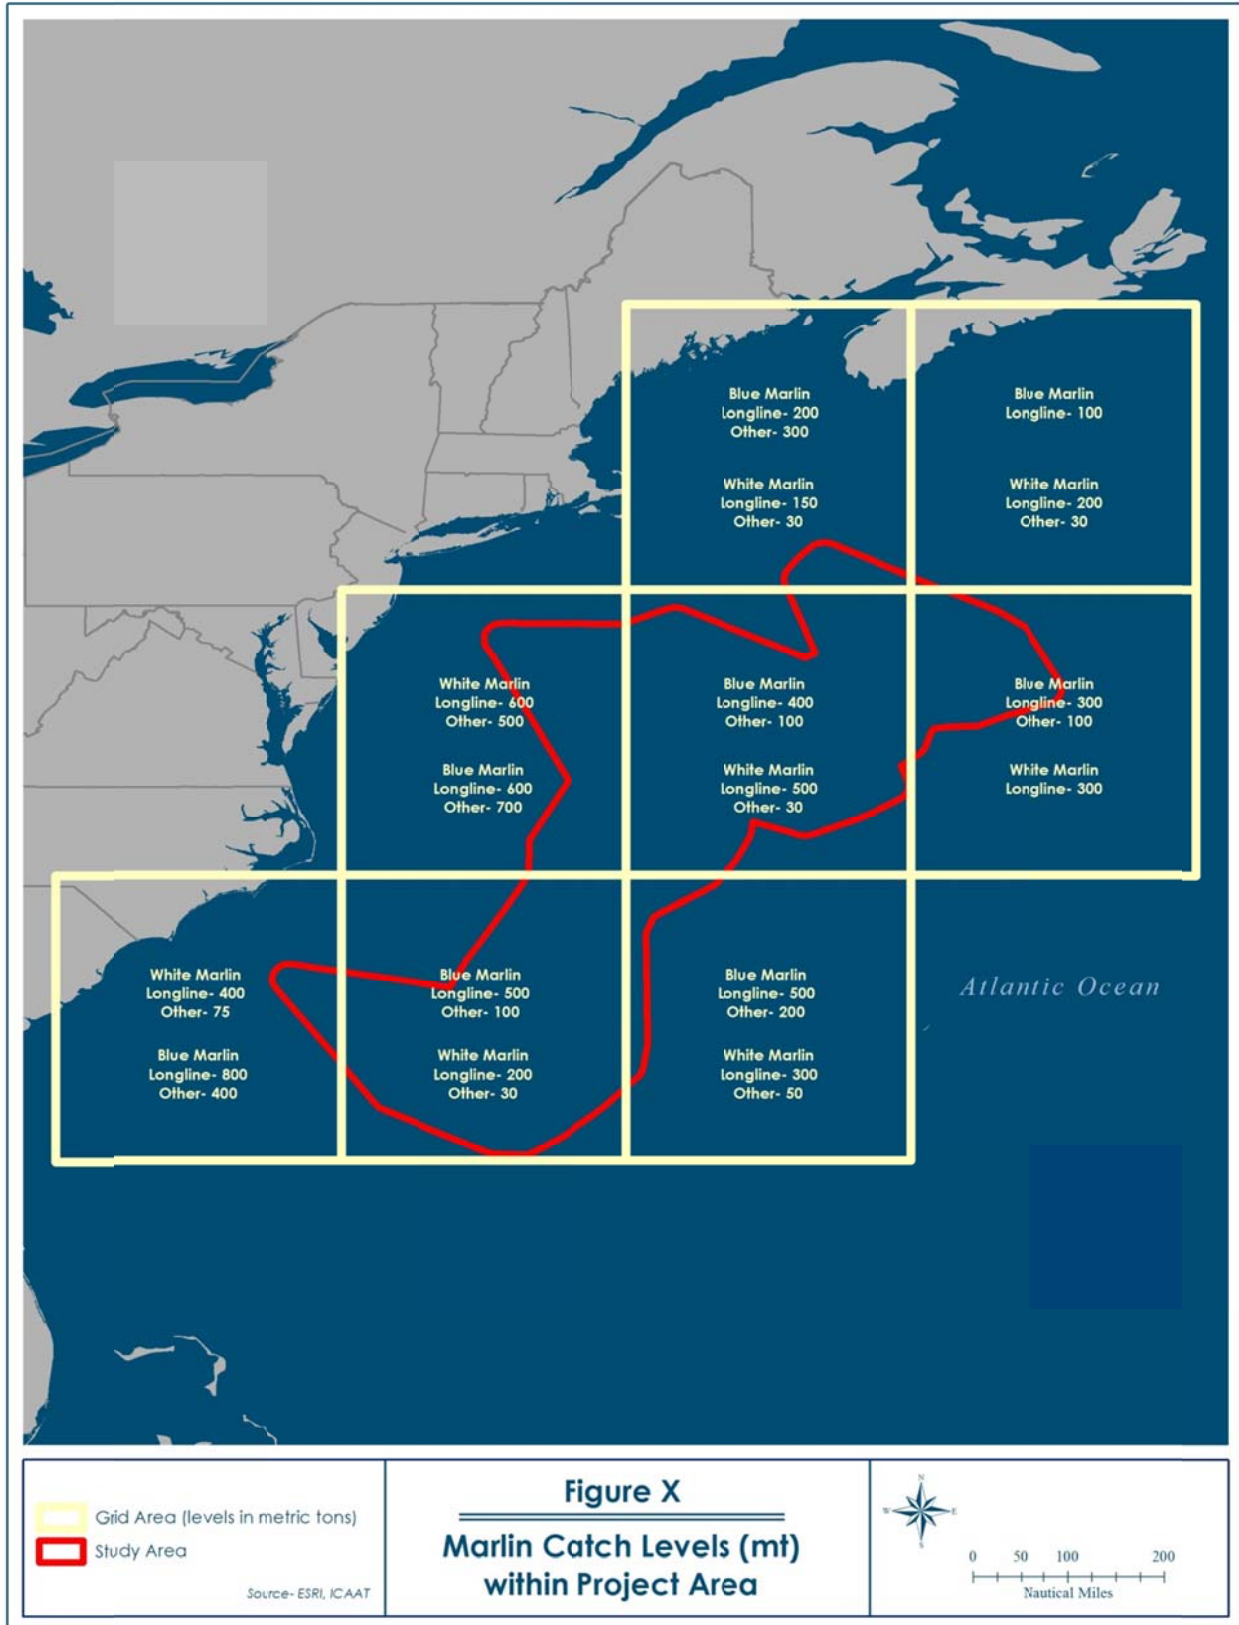 Blue Marlin
Longline- 200
Other- 300
White Marlin
Longline- 150
Other- 30
Blue Marlin
Longline- 100
White Marlin
Longline- 200
Other- 30
White Marlin
Longline- 600
Other- 500
Blue Marlin
Longline- 600
Other- 700
Blue Marlin
Longline- 400
Other- 100
White Marlin
Longline- 500
Other- 30
Blue Marlin
Longline- 300
Other- 100
White Marlin
Longline- 300
White Marlin
Longline- 400
Other- 75
Blue Marlin
Longline- 800
Other- 400
Blue Marlin
Longline- 500
Other- 100
White Marlin
Longline- 200
Other- 30
Blue Marlin
Longline- 500
Other- 200
White Marlin
Longline- 300
Other- 50
Atlantic Ocean
Grid Area (levels in metric tons)
Study Area
Source- ESRI, ICAAT
Figure X
Marlin Catch Levels (mt)
within Project Area
N
W
E
S
0 50 100 200
Nautical Miles